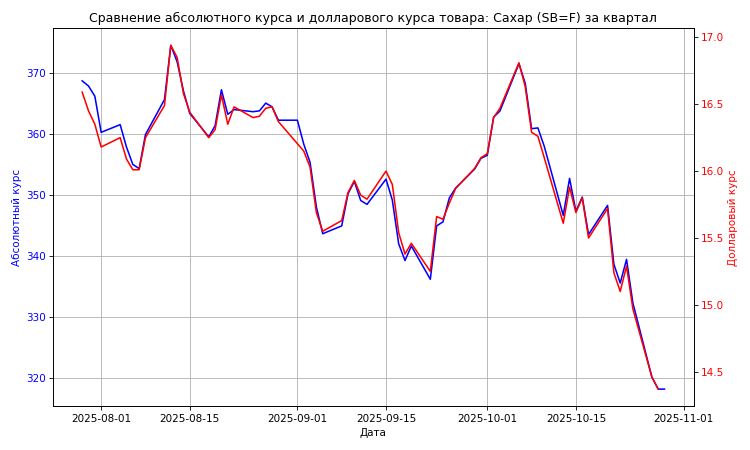 Сравнение абсолютного курса и долларового курса товара: Сахар (SB=F) за квартал
Абсолютный курс
370
360
350
340
330
320
17.0
16.5
16.0
15.5
15.0
14.5
Долларовый курс
2025-08-01 2025-08-15 2025-09-01 2025-09-15 2025-10-01 2025-10-15 2025-11-01
Дата